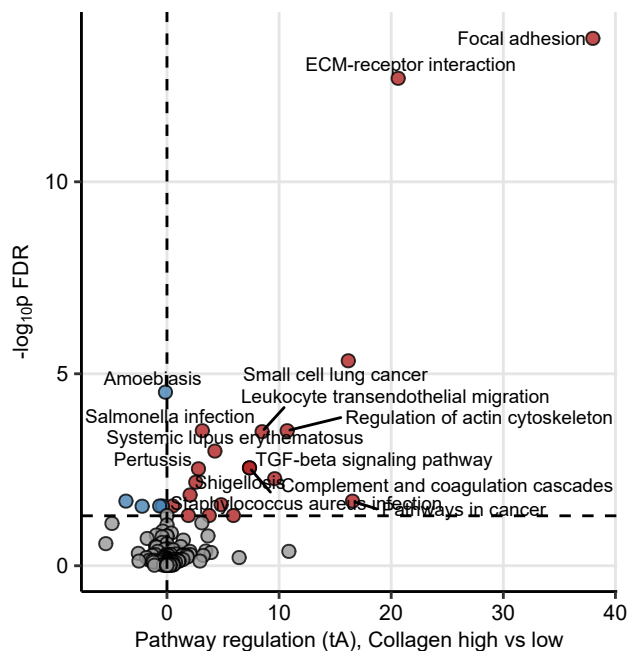 Focal adhesion
ECM-receptor interaction
10
-log10p FDR
5
Small cell lung cancer
Amoebiasis
Leukocyte transendothelial migration
Salmonella infection
Regulation of actin cytoskeleton
Systemic lupus erythematosus
Pertussis
TGF-beta signaling pathway
Shigellosis
Complement and coagulation cascades
Staphylococcus aureus infection
Pathways in cancer
0
0
10
20
30
40
Pathway regulation (tA), Collagen high vs low